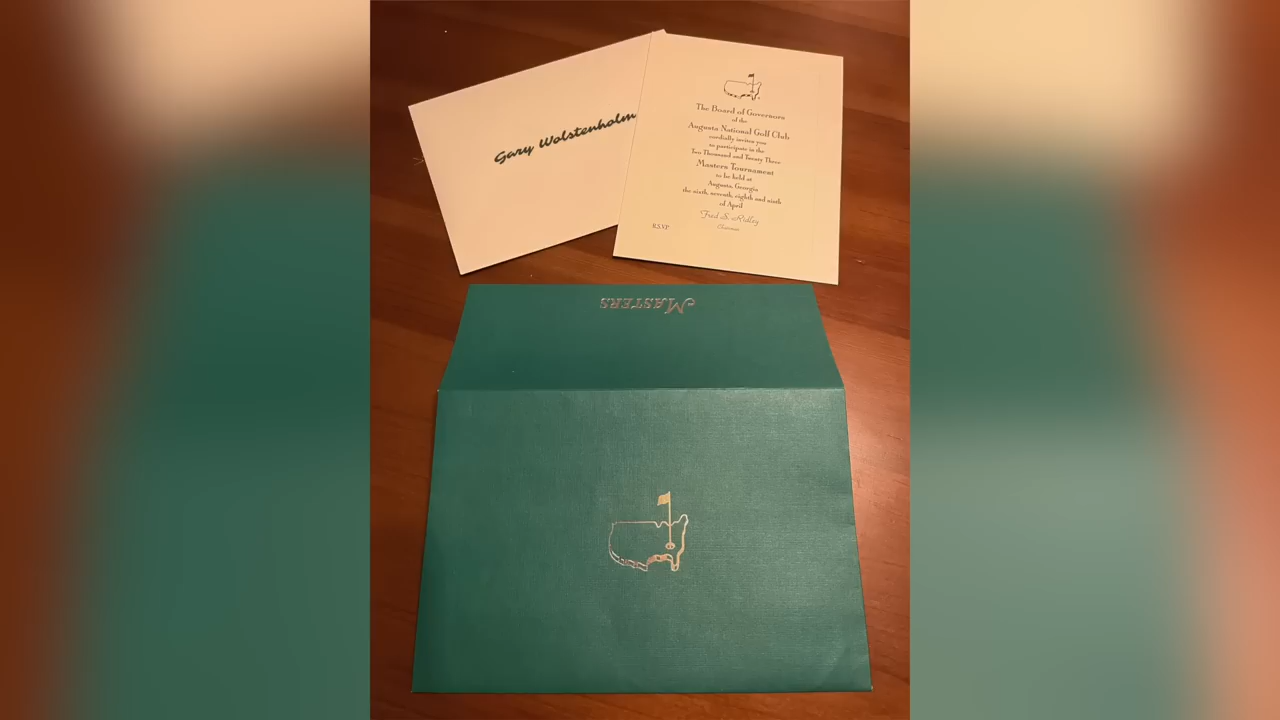 Gary Wolstenholm
The Board of Governors
of the
Augusta National Golf Club
cordially invites you
to participate in the
Two Thousand and Twenty Three
Masters Tournament
to be held at
Augusta, Georgia
the sixth, seventh, eighth and ninth
of April
Fred S. Ridley
Chairman
R.S.V.P.
MASTERS